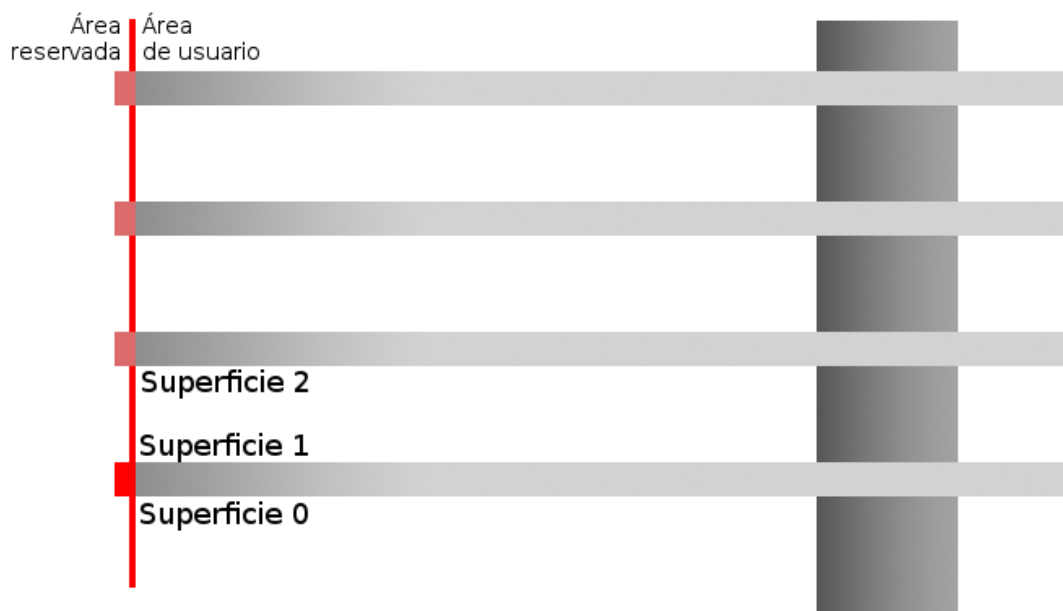 Área
reservada
Área
de usuario
Superficie 2
Superficie 1
Superficie 0